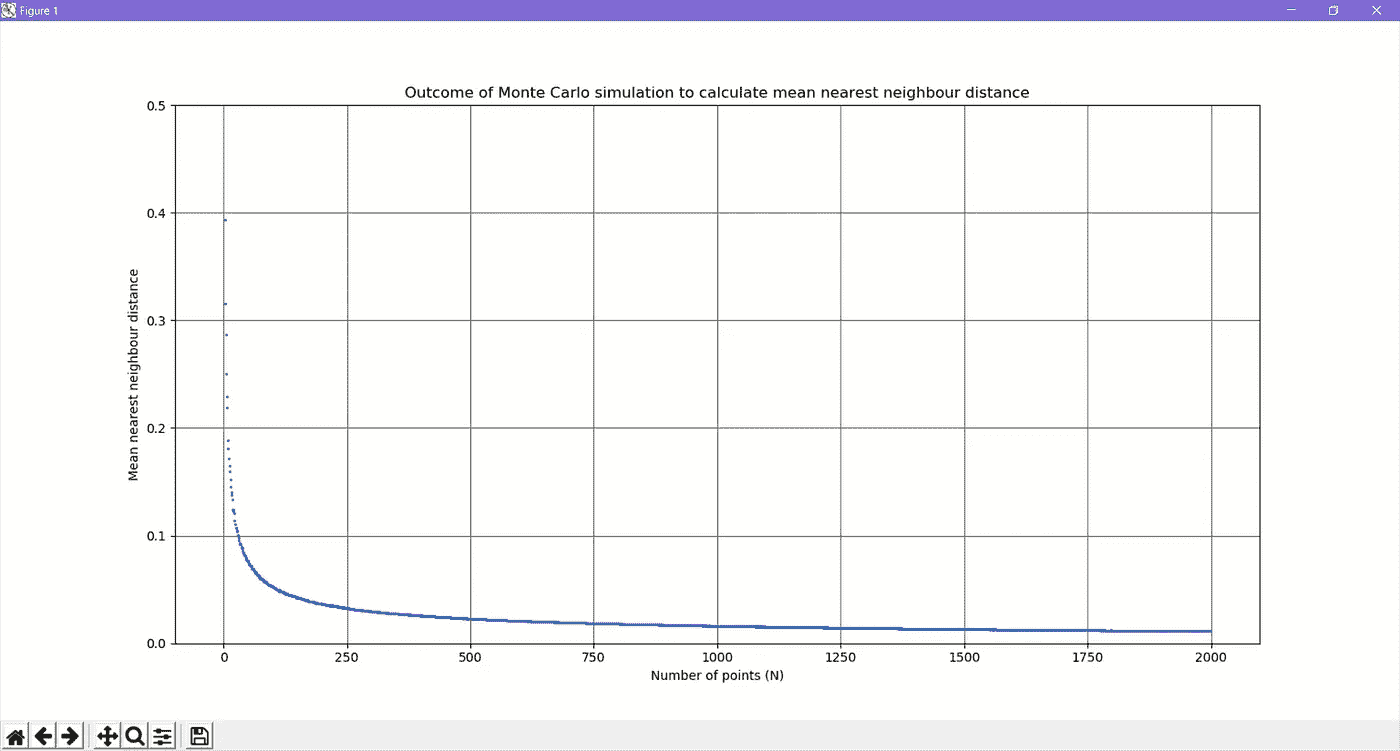 Figure 1
Outcome of Monte Carlo simulation to calculate mean nearest neighbour distance
0.5
0.4
0.3
0.2
0.1
0.0
Mean nearest neighbour distance
0 250 500 750 1000 1250 1500 1750 2000
Number of points (N)